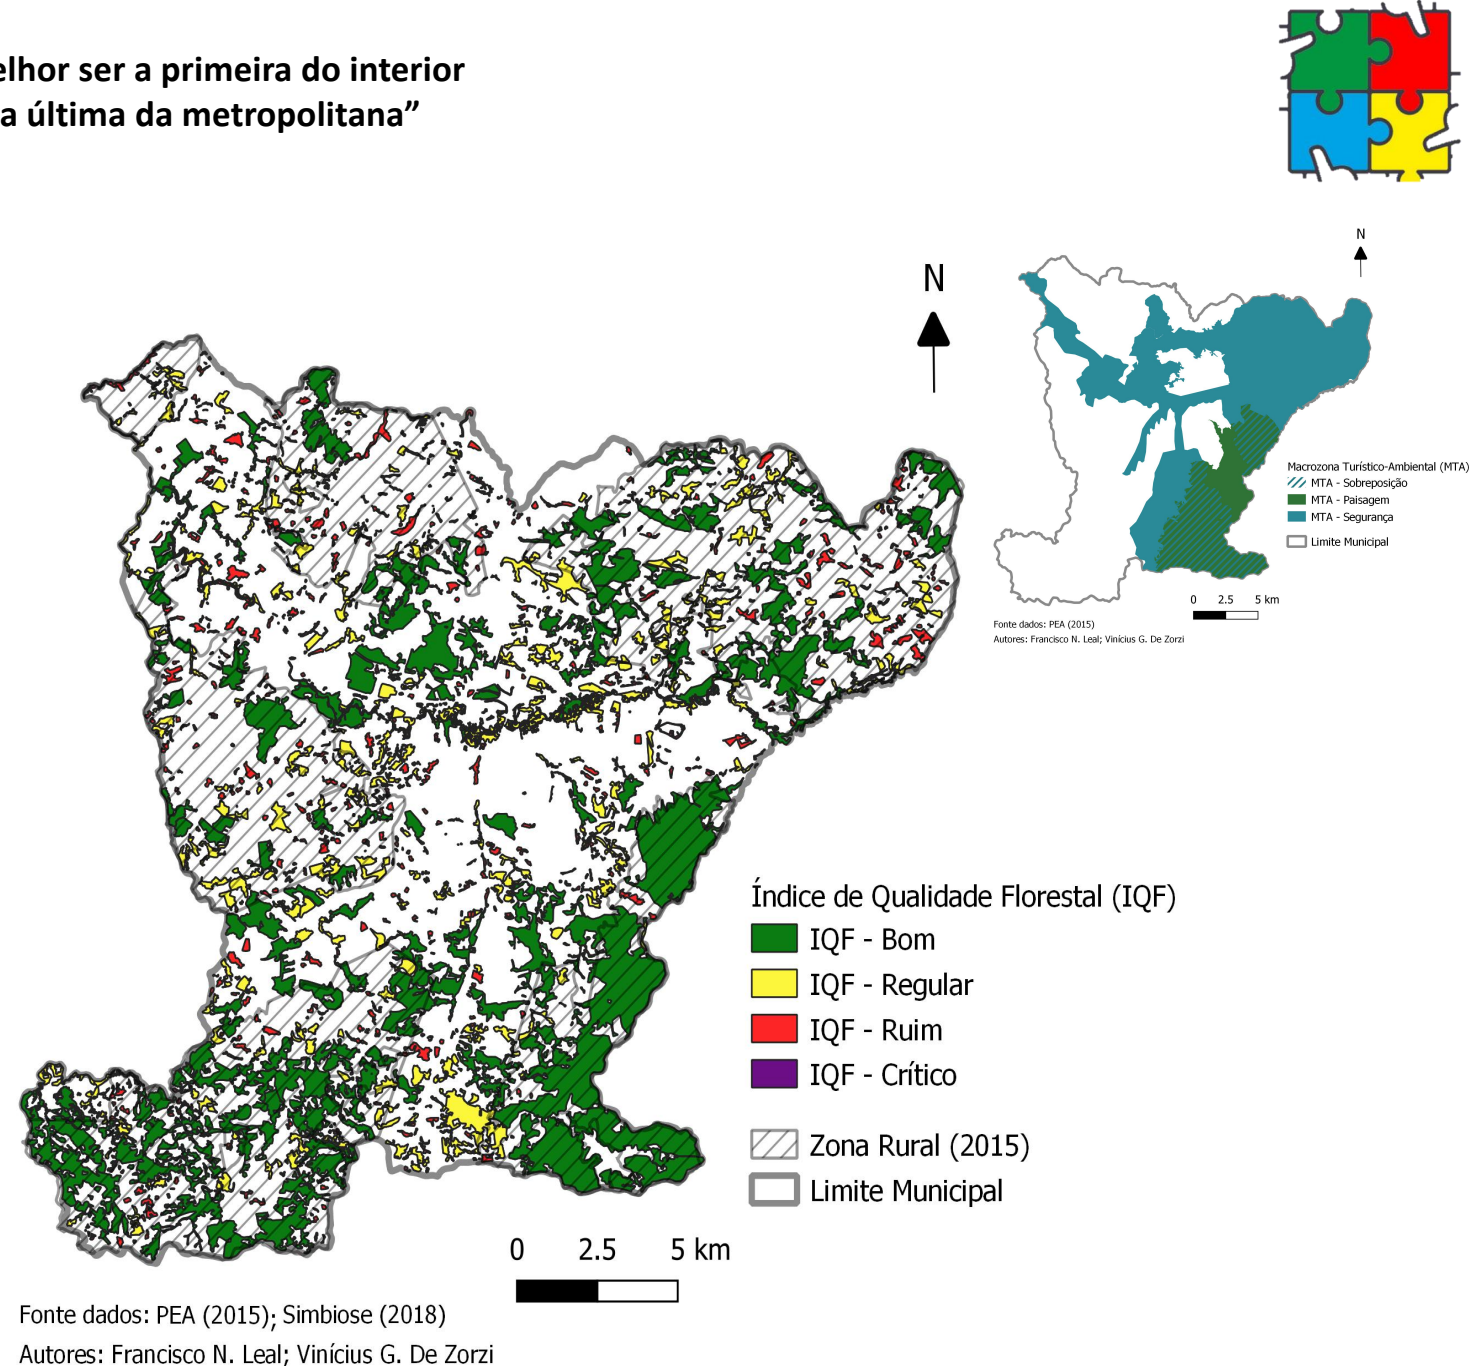 elhor ser a primeira do interior
a última da metropolitana”
N
N
Macrozona Turístico-Ambiental (MTA)
MTA - Sobreposição
MTA - Paisagem
MTA - Segurança
Limite Municipal
0 2.5 5 km
Fonte dados: PEA (2015)
Autores: Francisco N. Leal; Vinícius G. De Zorzi
Índice de Qualidade Florestal (IQF)
IQF - Bom
IQF - Regular
IQF - Ruim
IQF - Crítico
Zona Rural (2015)
Limite Municipal
0 2.5 5 km
Fonte dados: PEA (2015); Simbiose (2018)
Autores: Francisco N. Leal; Vinícius G. De Zorzi